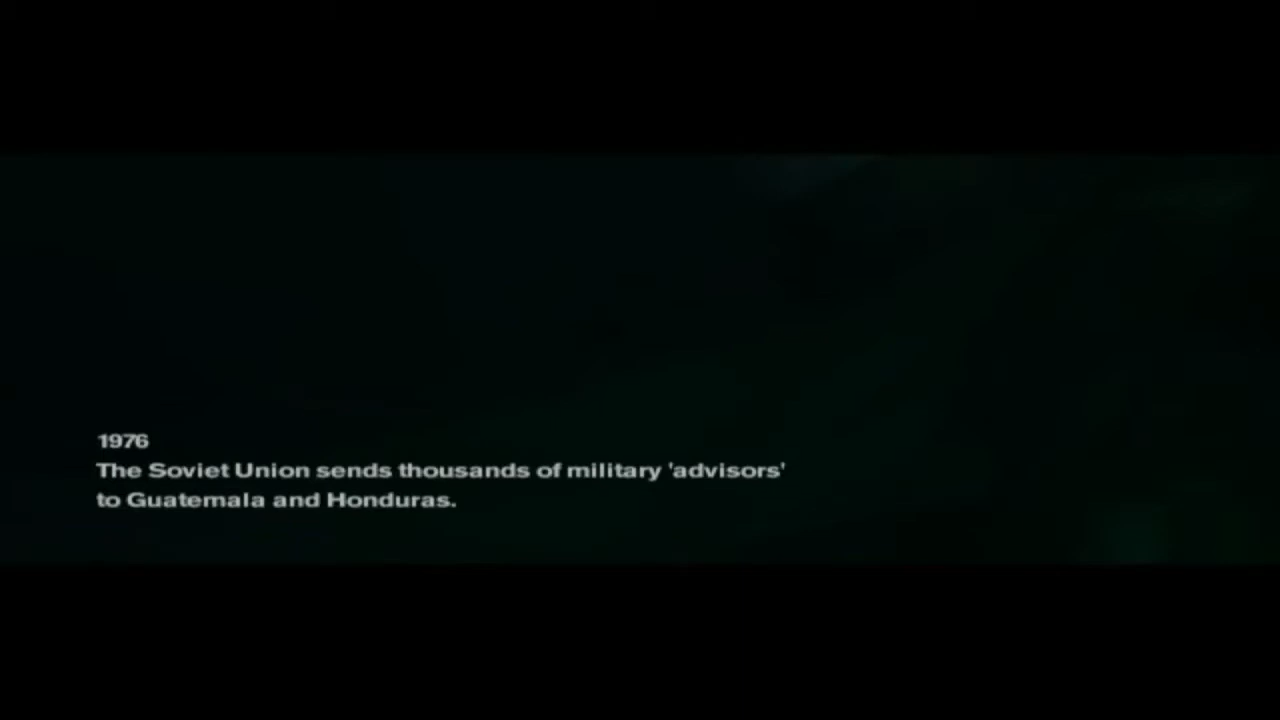 1976
The Soviet Union sends thousands of military 'advisors'
to Guatemala and Honduras.